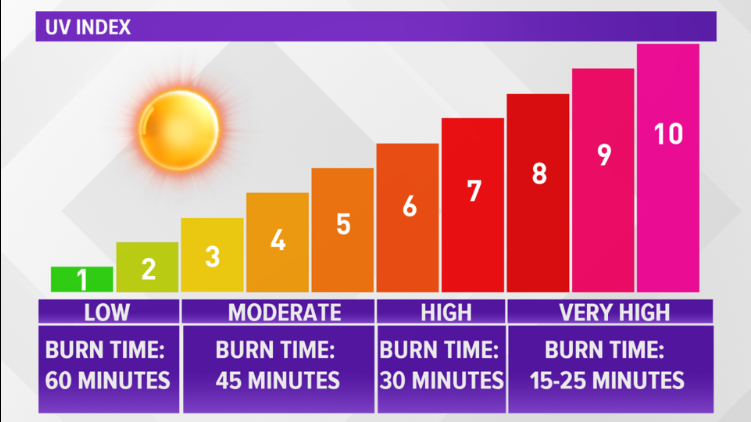 UV INDEX
1
2
3
4
5
6
7
8
9
10
LOW
MODERATE
HIGH
VERY HIGH
BURN TIME:
60 MINUTES
BURN TIME:
45 MINUTES
BURN TIME:
30 MINUTES
BURN TIME:
15-25 MINUTES